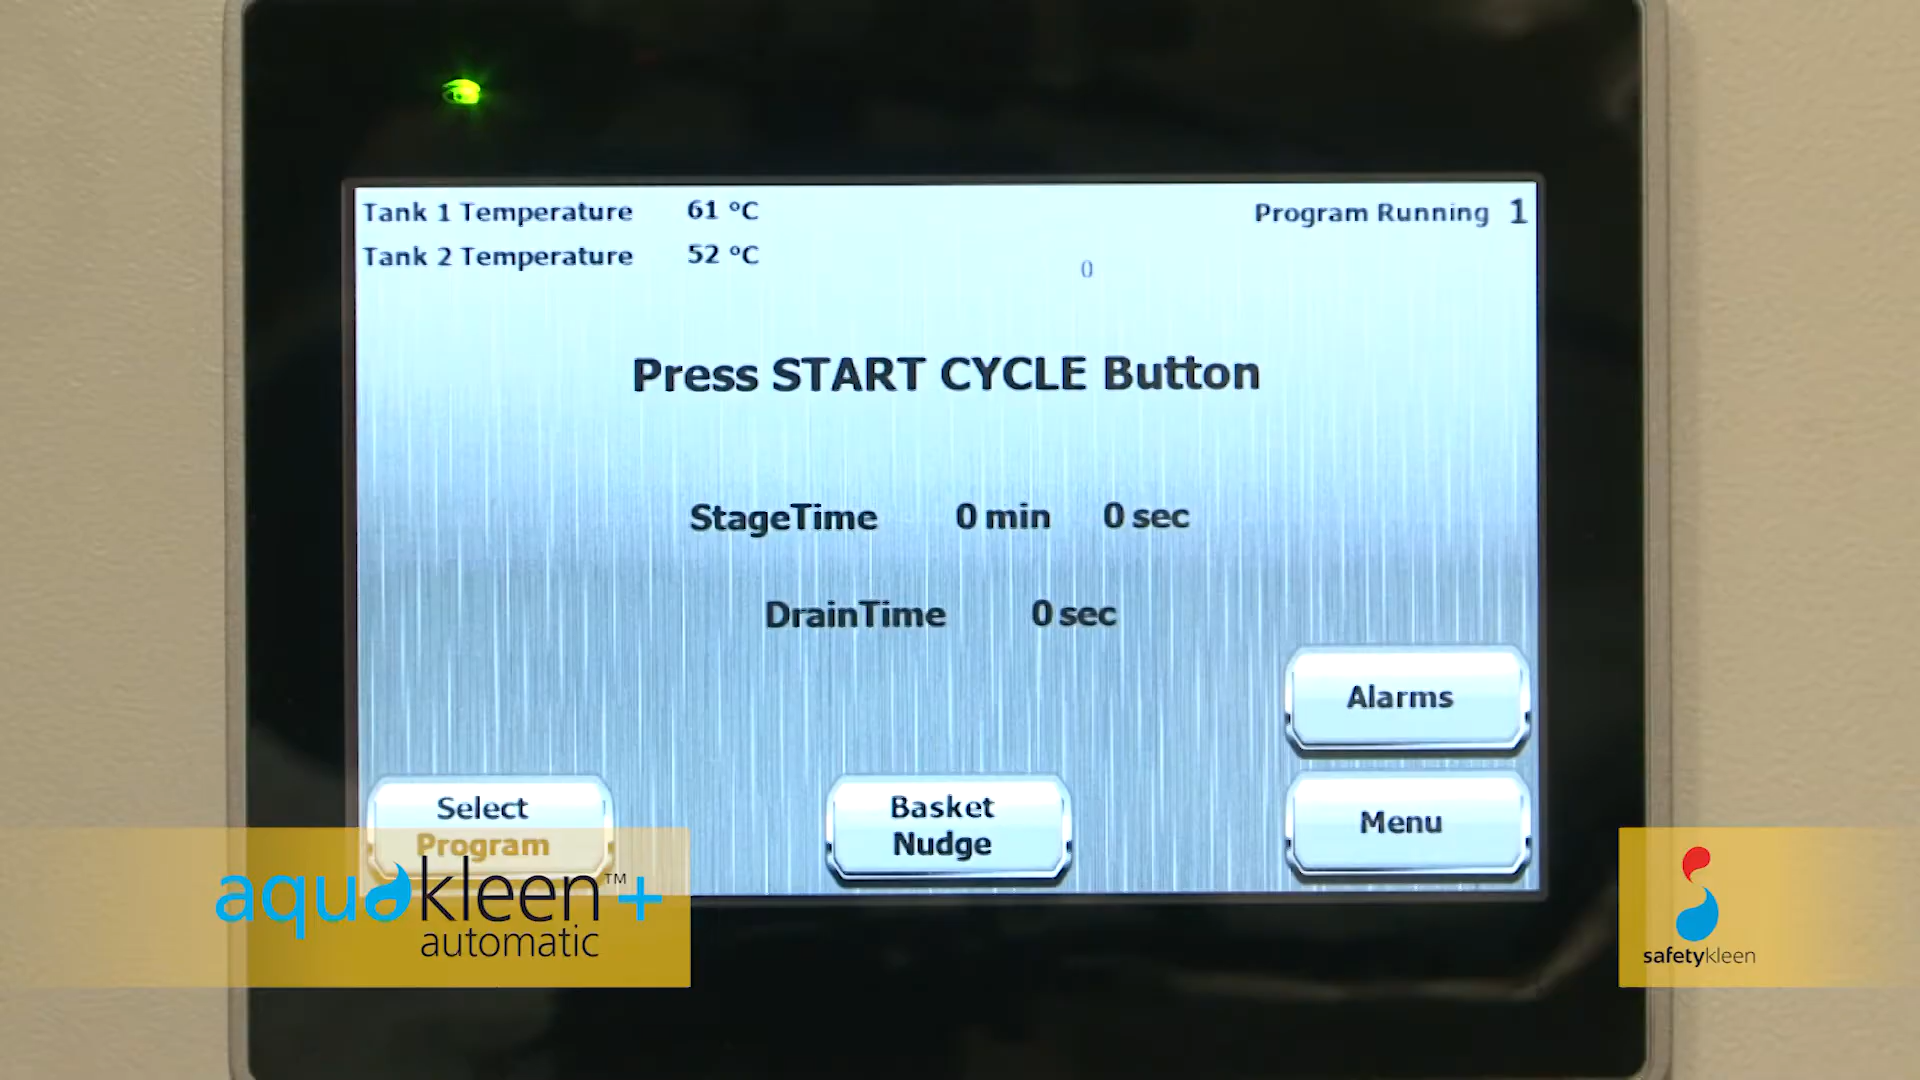 Tank 1 Temperature 61 °C
Program Running 1
Tank 2 Temperature 52 °C
0
Press START CYCLE Button
StageTime 0 min 0 sec
DrainTime 0 sec
Alarms
Select
Program
Basket
Nudge
Menu
aquakleen™+
automatic
safetykleen